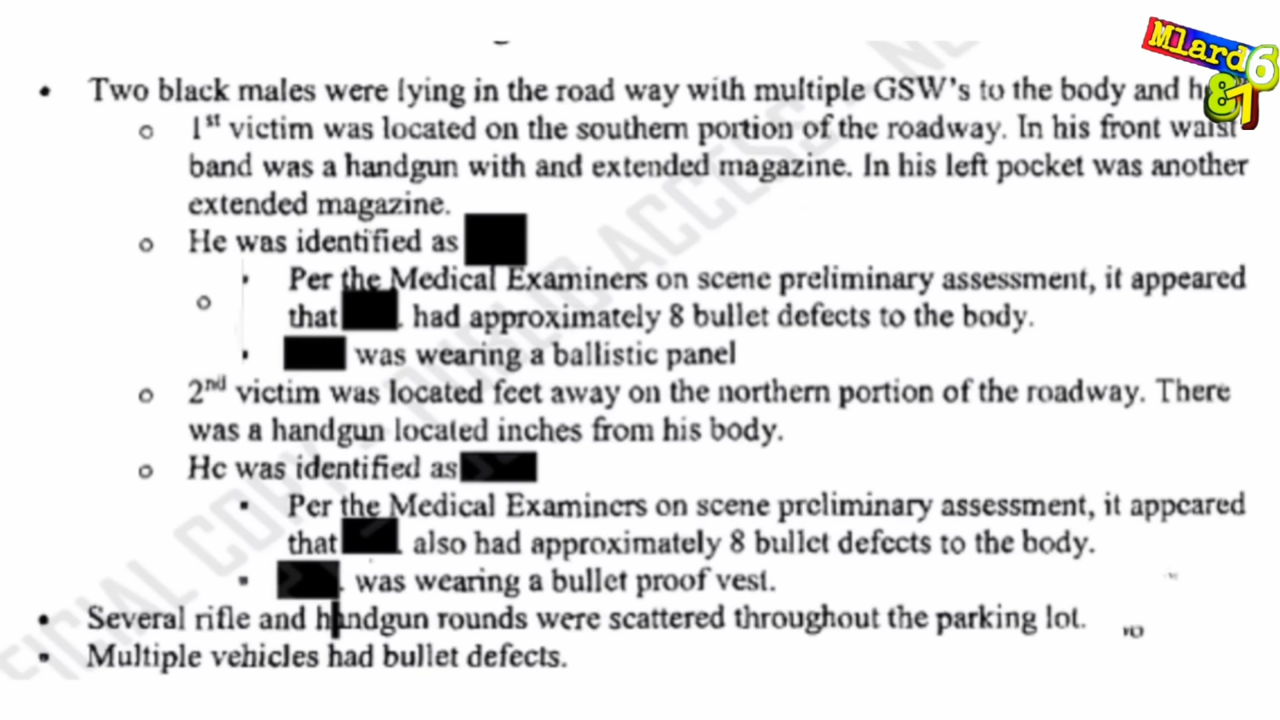 Mlard6
81
• Two black males were lying in the road way with multiple GSW's to the body and
o 1st victim was located on the southern portion of the roadway. In his front waist
band was a handgun with and extended magazine. In his left pocket was another
extended magazine.
o He was identified as
▪ Per the Medical Examiners on scene preliminary assessment, it appeared
o that . had approximately 8 bullet defects to the body.
▪ was wearing a ballistic panel
o 2nd victim was located feet away on the northern portion of the roadway. There
was a handgun located inches from his body.
o He was identified as
▪ Per the Medical Examiners on scene preliminary assessment, it appeared
that . also had approximately 8 bullet defects to the body.
▪ . was wearing a bullet proof vest.
• Several rifle and handgun rounds were scattered throughout the parking lot.
• Multiple vehicles had bullet defects.